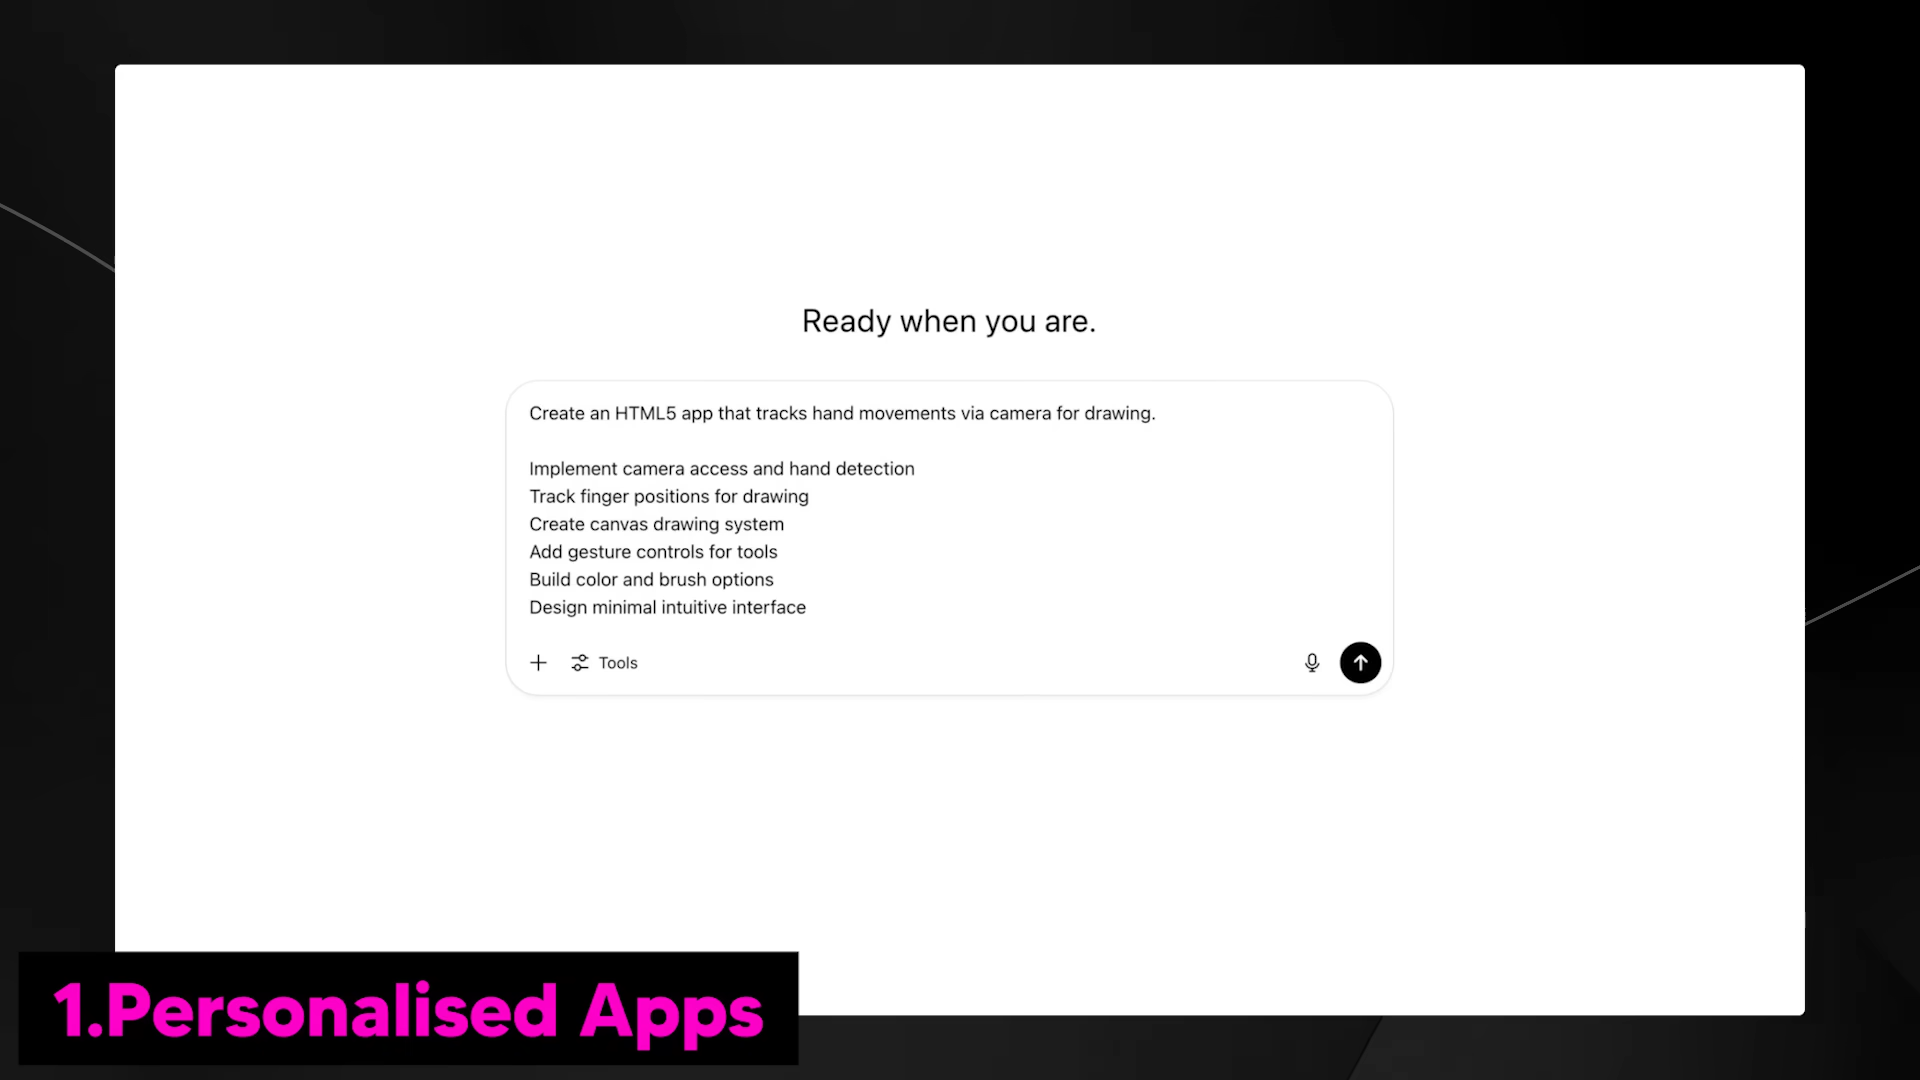 Ready when you are.
Create an HTML5 app that tracks hand movements via camera for drawing.
Implement camera access and hand detection
Track finger positions for drawing
Create canvas drawing system
Add gesture controls for tools
Build color and brush options
Design minimal intuitive interface
Tools
1.Personalised Apps